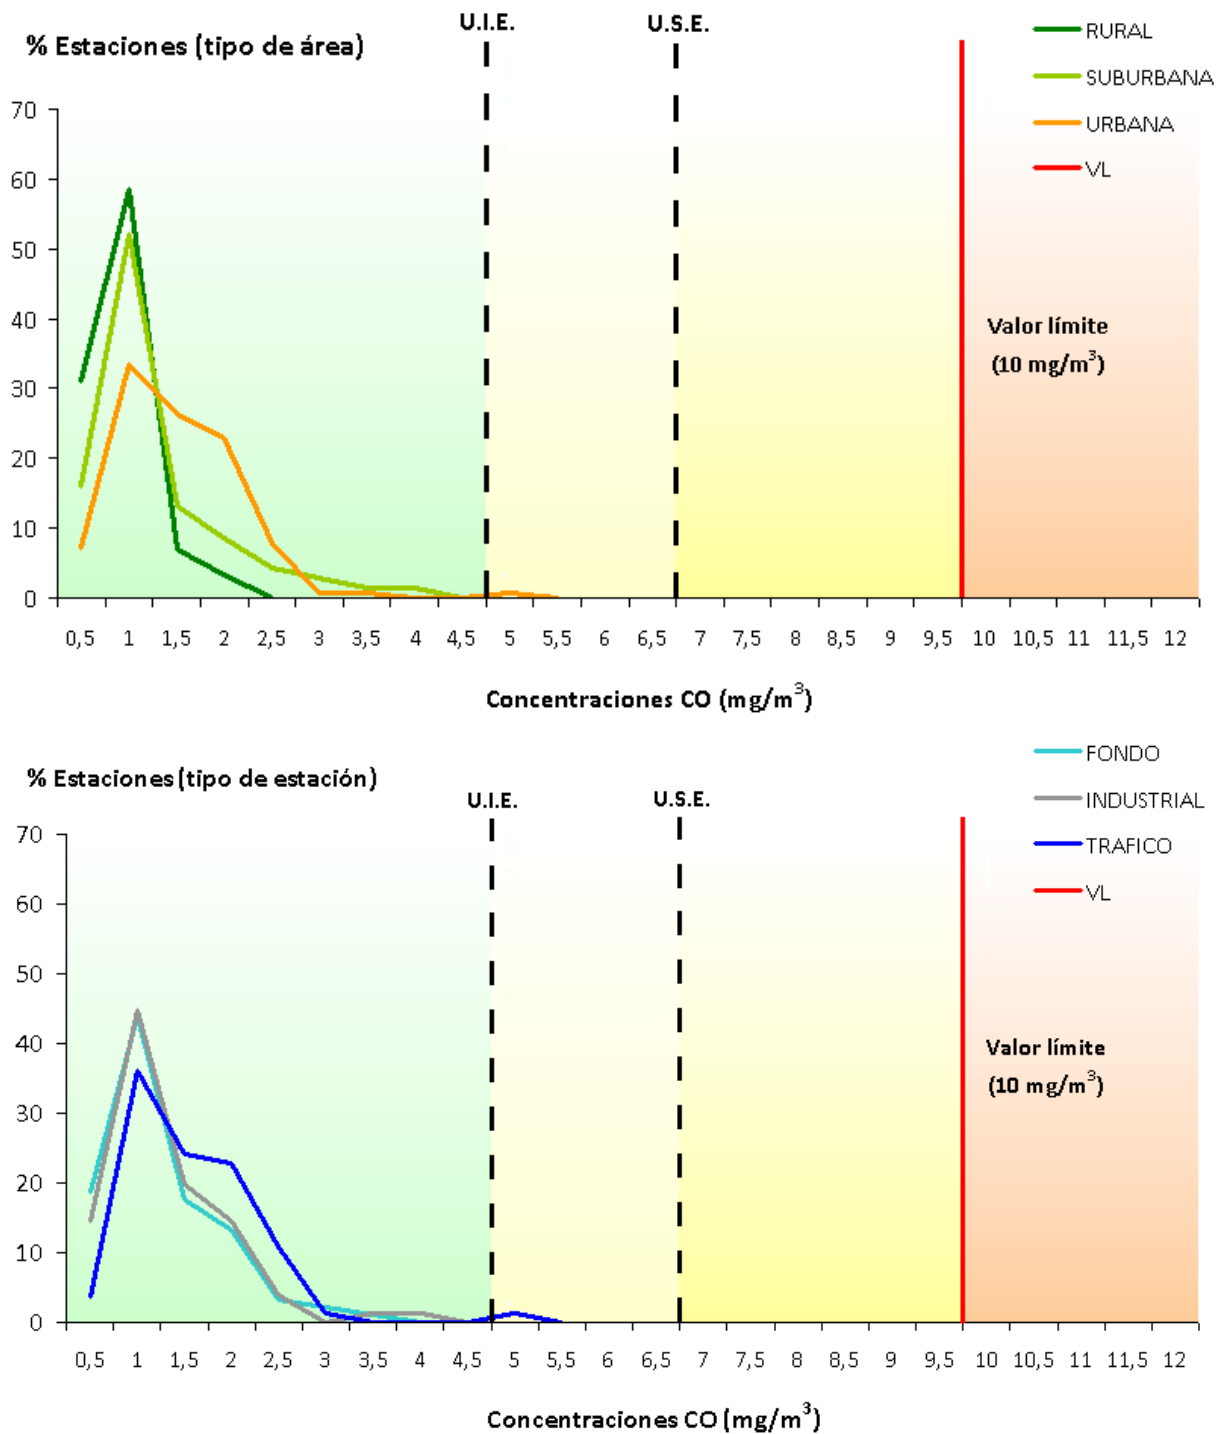 % Estaciones (tipo de área)
U.I.E.
U.S.E.
RURAL
SUBURBANA
URBANA
VL
70
60
50
40
30
20
10
0
Valor límite
(10 mg/m³)
0,5 1 1,5 2 2,5 3 3,5 4 4,5 5 5,5 6 6,5 7 7,5 8 8,5 9 9,5 10 10,5 11 11,5 12
Concentraciones CO (mg/m³)
% Estaciones (tipo de estación)
U.I.E.
U.S.E.
FONDO
INDUSTRIAL
TRAFICO
VL
70
60
50
40
30
20
10
0
Valor límite
(10 mg/m³)
0,5 1 1,5 2 2,5 3 3,5 4 4,5 5 5,5 6 6,5 7 7,5 8 8,5 9 9,5 10 10,5 11 11,5 12
Concentraciones CO (mg/m³)